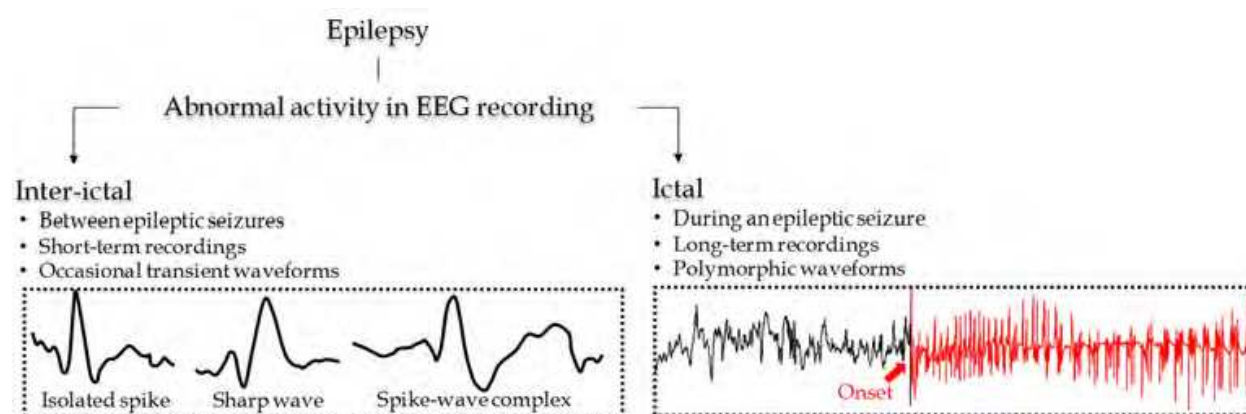 Epilepsy
Abnormal activity in EEG recording
Inter-ictal
• Between epileptic seizures
• Short-term recordings
• Occasional transient waveforms
Isolated spike
Sharp wave
Spike-wave complex
Ictal
• During an epileptic seizure
• Long-term recordings
• Polymorphic waveforms
Onset